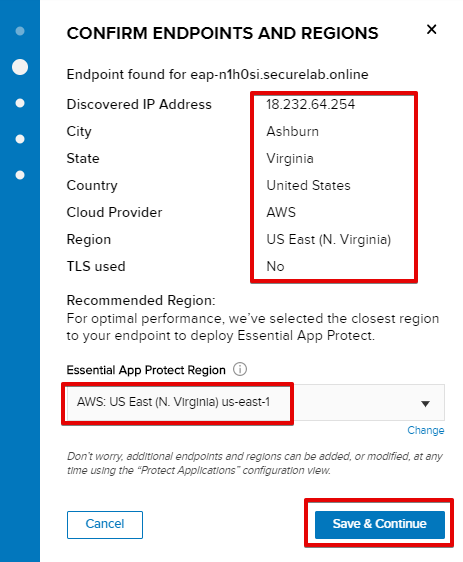 CONFIRM ENDPOINTS AND REGIONS
Endpoint found for eap-n1h0si.securelab.online
Discovered IP Address 18.232.64.254
City Ashburn
State Virginia
Country United States
Cloud Provider AWS
Region US East (N. Virginia)
TLS used No
Recommended Region:
For optimal performance, we've selected the closest region
to your endpoint to deploy Essential App Protect.
Essential App Protect Region
AWS: US East (N. Virginia) us-east-1
Change
Don't worry, additional endpoints and regions can be added, or modified, at any
time using the "Protect Applications" configuration view.
Cancel Save & Continue